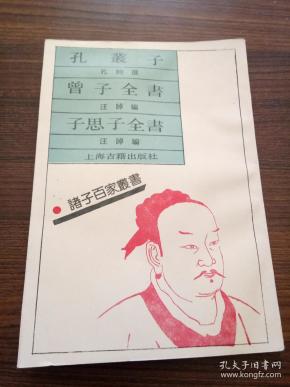 孔叢子
孔鮒撰
曾子全書
汪晫編
子思子全書
汪晫編
上海古籍出版社
諸子百家叢書
孔夫子旧书网